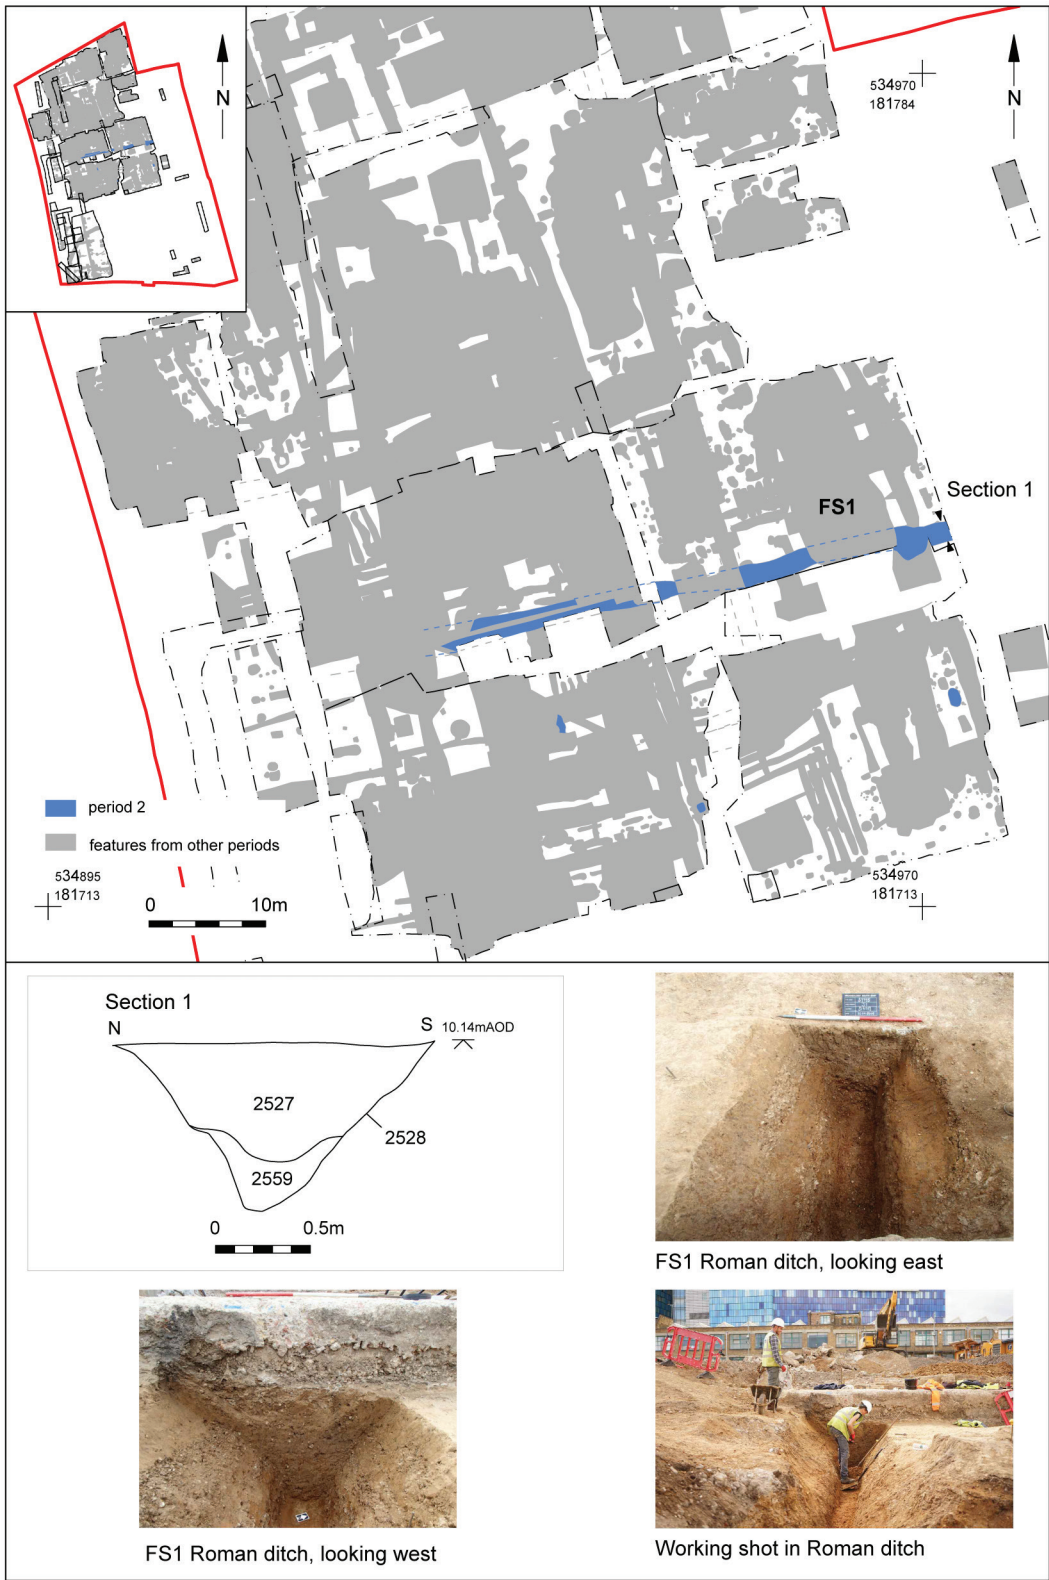 N
534970
181784
N
Section 1
FS1
period 2
features from other periods
534895
181713
0 10m
534970
181713
Section 1
N
S
10.14mAOD
2527
2528
2559
0 0.5m
FS1 Roman ditch, looking east
FS1 Roman ditch, looking west
Working shot in Roman ditch